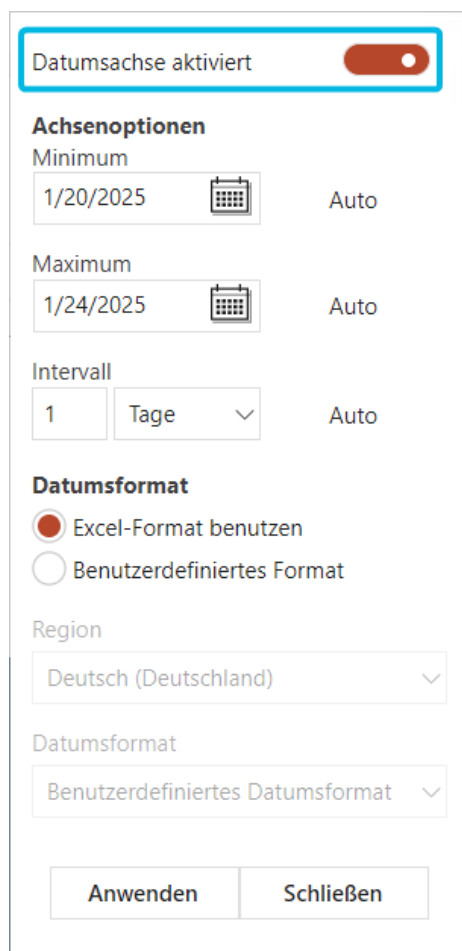 Datumsachse aktiviert
Achsenoptionen
Minimum
1/20/2025 Auto
Maximum
1/24/2025 Auto
Intervall
1 Tage Auto
Datumsformat
Excel-Format benutzen
Benutzerdefiniertes Format
Region
Deutsch (Deutschland)
Datumsformat
Benutzerdefiniertes Datumsformat
Anwenden Schließen